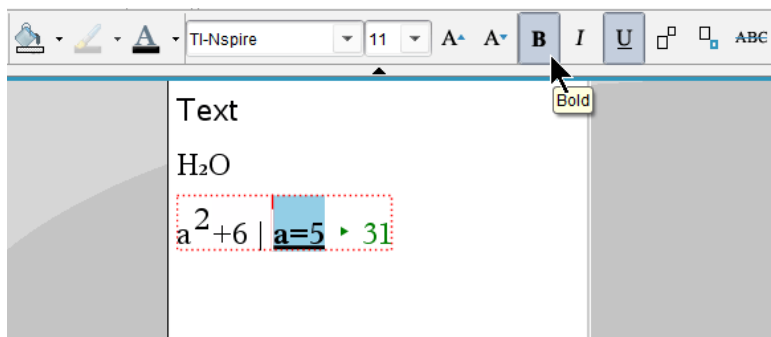 A TI-Nspire 11 A A B I U ABC
Bold
Text
H₂O
a²+6 | a=5 ▸ 31